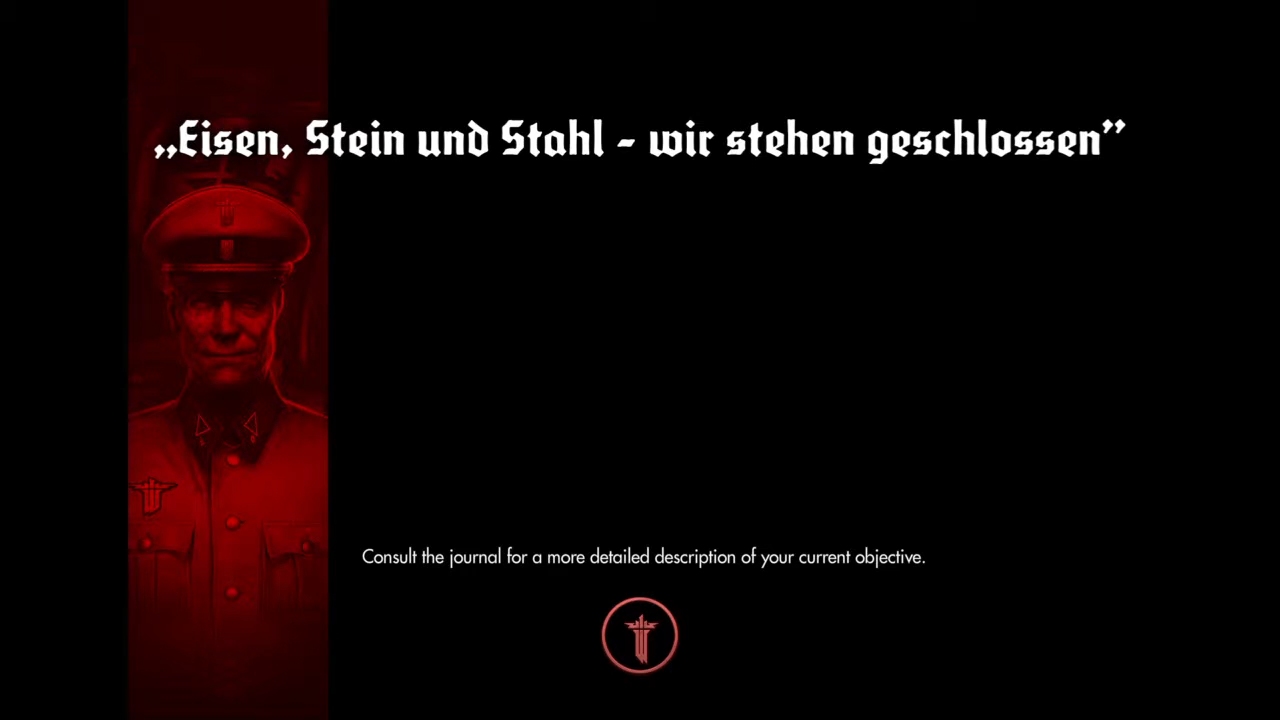 „Eisen, Stein und Stahl - wir stehen geschlossen”
Consult the journal for a more detailed description of your current objective.